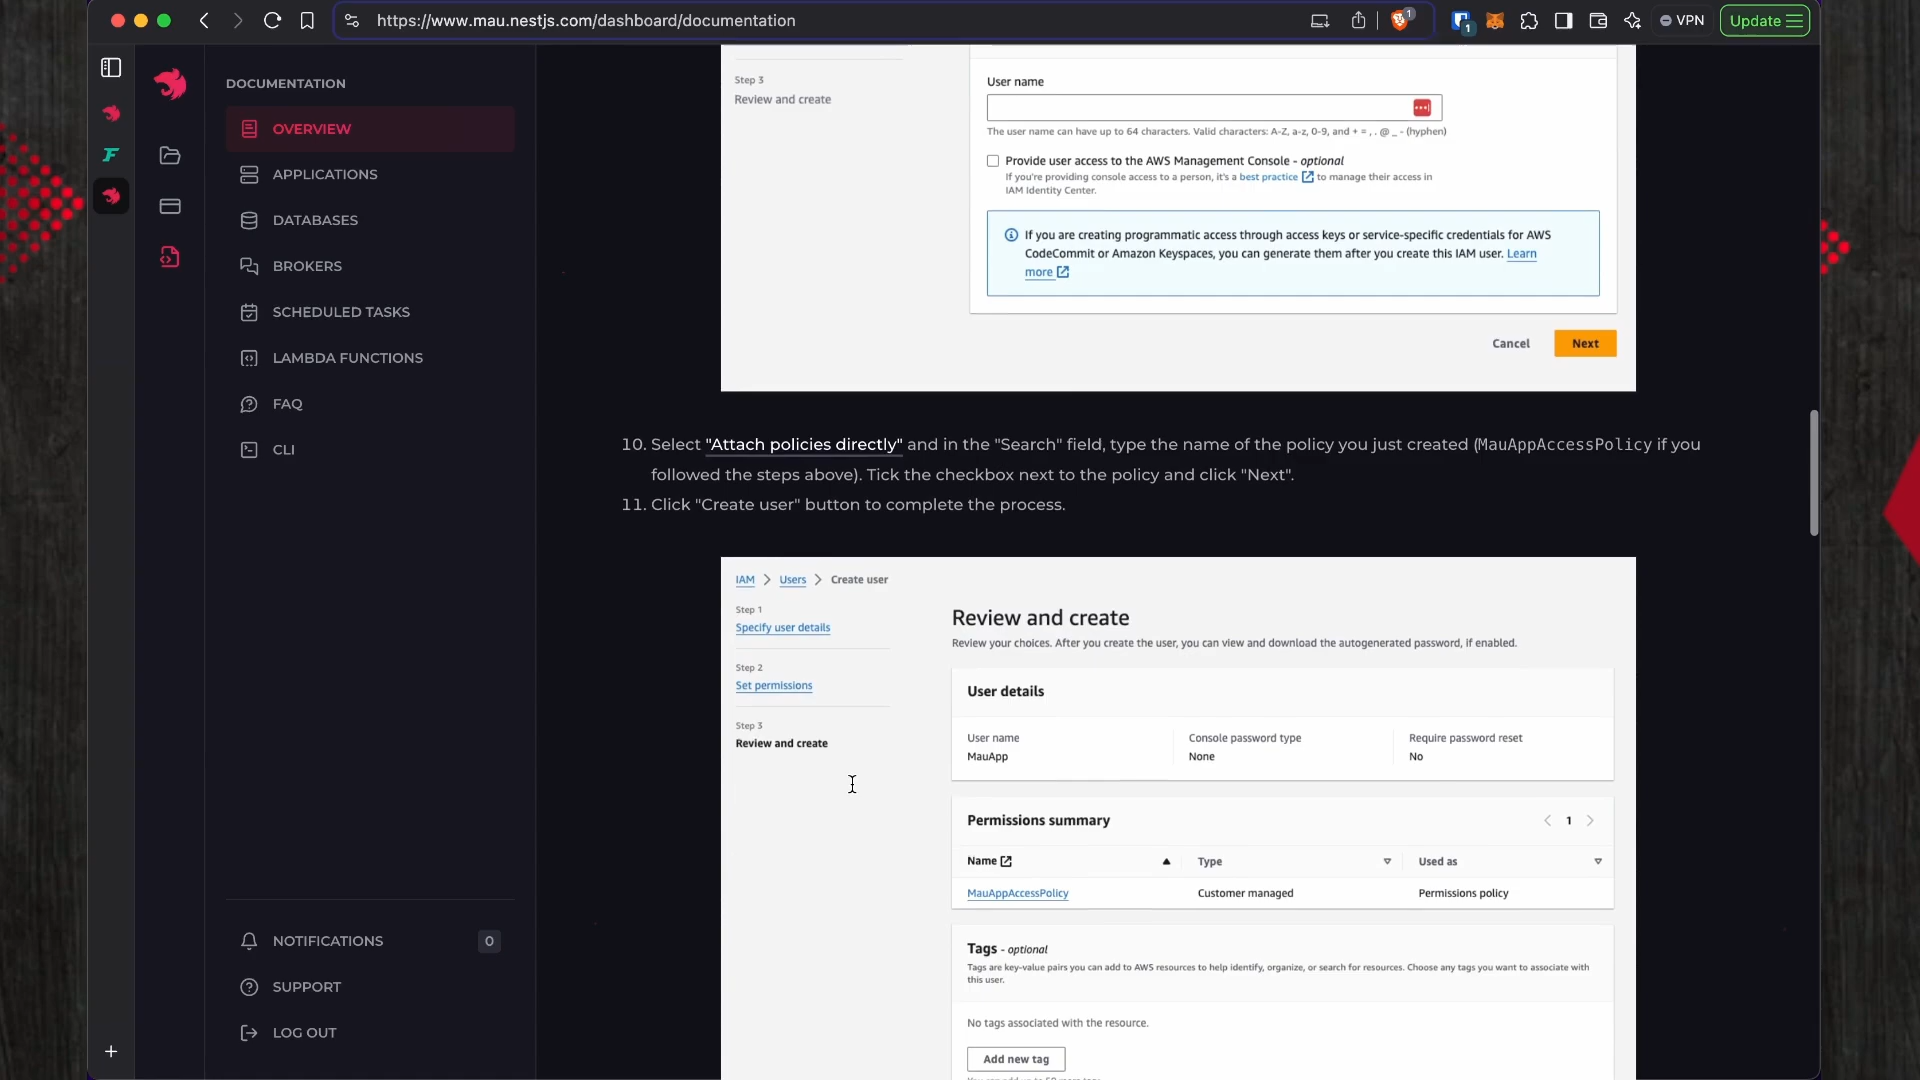 https://www.mau.nestjs.com/dashboard/documentation
1
1
VPN
Update
DOCUMENTATION
OVERVIEW
APPLICATIONS
DATABASES
BROKERS
SCHEDULED TASKS
LAMBDA FUNCTIONS
FAQ
CLI
NOTIFICATIONS 0
SUPPORT
LOG OUT
Step 3
Review and create
User name
The user name can have up to 64 characters. Valid characters: A-Z, a-z, 0-9, and + = , . @ _ - (hyphen)
Provide user access to the AWS Management Console - optional
If you're providing console access to a person, it's a best practice to manage their access in
IAM Identity Center.
If you are creating programmatic access through access keys or service-specific credentials for AWS
CodeCommit or Amazon Keyspaces, you can generate them after you create this IAM user. Learn
more
Cancel
Next
10. Select "Attach policies directly" and in the "Search" field, type the name of the policy you just created (MauAppAccessPolicy if you
followed the steps above). Tick the checkbox next to the policy and click "Next".
11. Click "Create user" button to complete the process.
IAM > Users > Create user
Step 1
Specify user details
Step 2
Set permissions
Step 3
Review and create
Review and create
Review your choices. After you create the user, you can view and download the autogenerated password, if enabled.
User details
User name
MauApp
Console password type
None
Require password reset
No
Permissions summary
1
Name
Type
Used as
MauAppAccessPolicy
Customer managed
Permissions policy
Tags - optional
Tags are key-value pairs you can add to AWS resources to help identify, organize, or search for resources. Choose any tags you want to associate with
this user.
No tags associated with the resource.
Add new tag